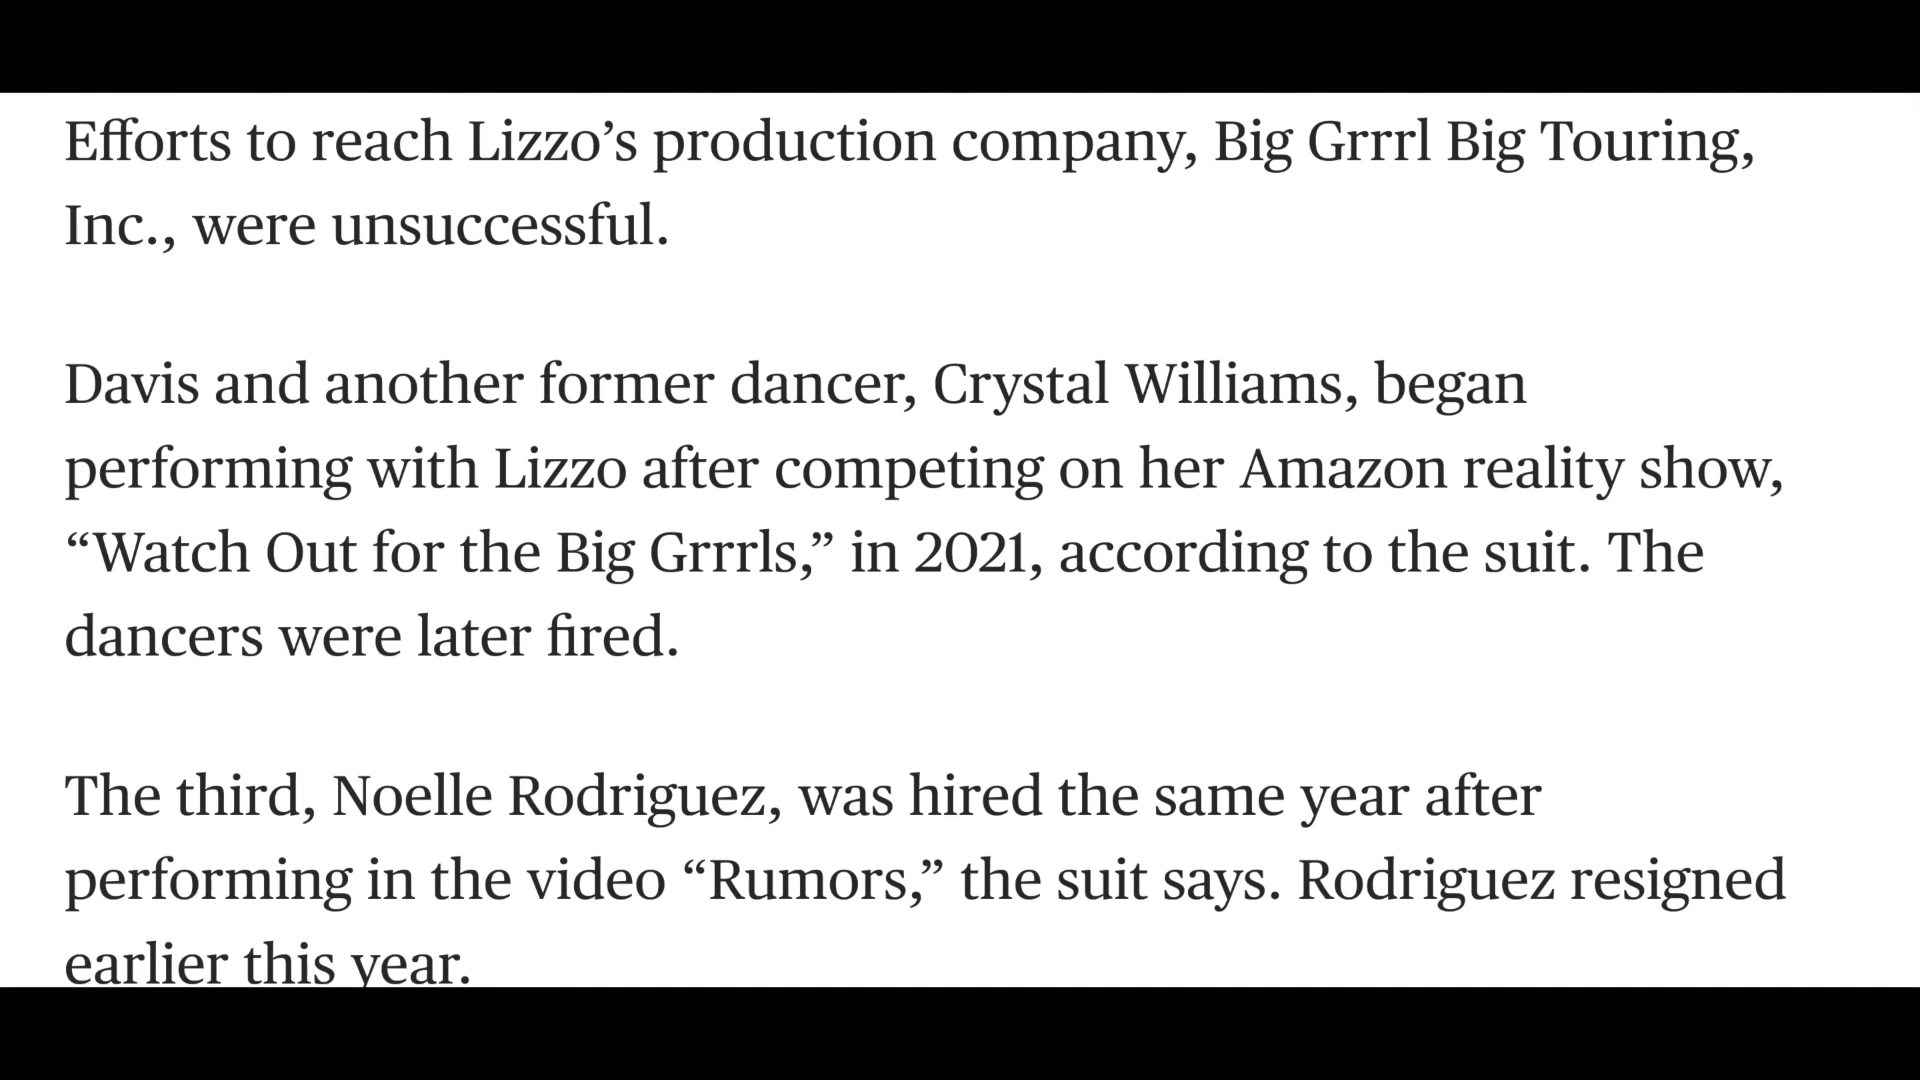 Efforts to reach Lizzo’s production company, Big Grrrl Big Touring,
Inc., were unsuccessful.
Davis and another former dancer, Crystal Williams, began
performing with Lizzo after competing on her Amazon reality show,
“Watch Out for the Big Grrrls,” in 2021, according to the suit. The
dancers were later fired.
The third, Noelle Rodriguez, was hired the same year after
performing in the video “Rumors,” the suit says. Rodriguez resigned
earlier this year.